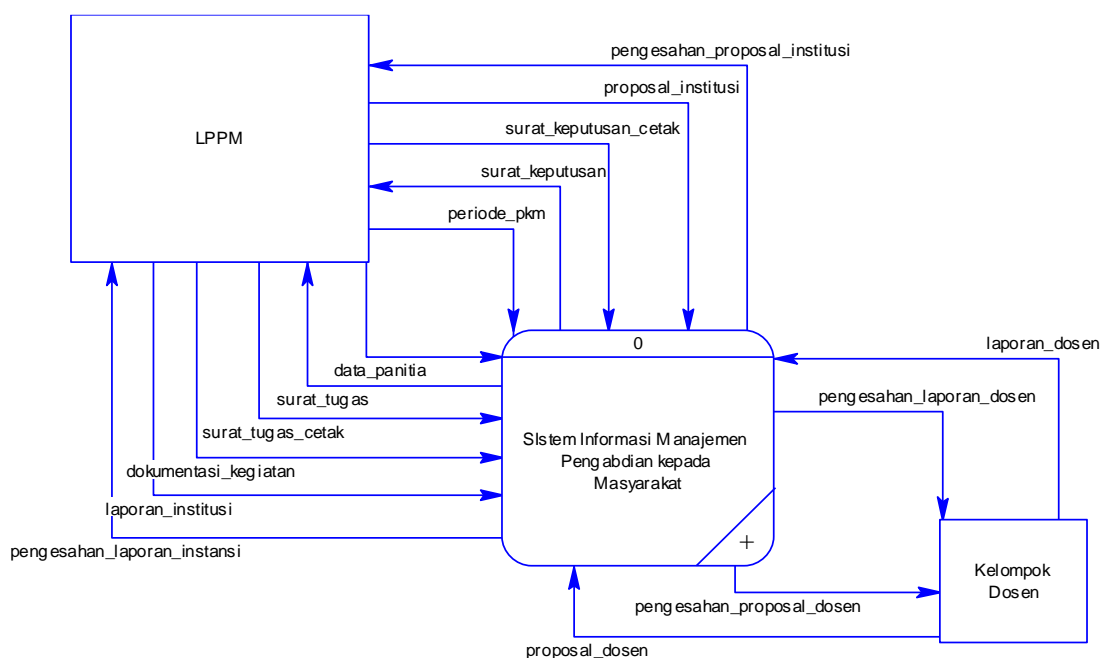 pengesahan_proposal_institusi
proposal_institusi
LPPM
surat_keputusan_cetak
surat_keputusan
periode_pkm
0
laporan_dosen
data_panitia
pengesahan_laporan_dosen
surat_tugas
surat_tugas_cetak
SIstem Informasi Manajemen
Pengabdian kepada
Masyarakat
dokumentasi_kegiatan
laporan_institusi
pengesahan_laporan_instansi
+
Kelompok
Dosen
pengesahan_proposal_dosen
proposal_dosen